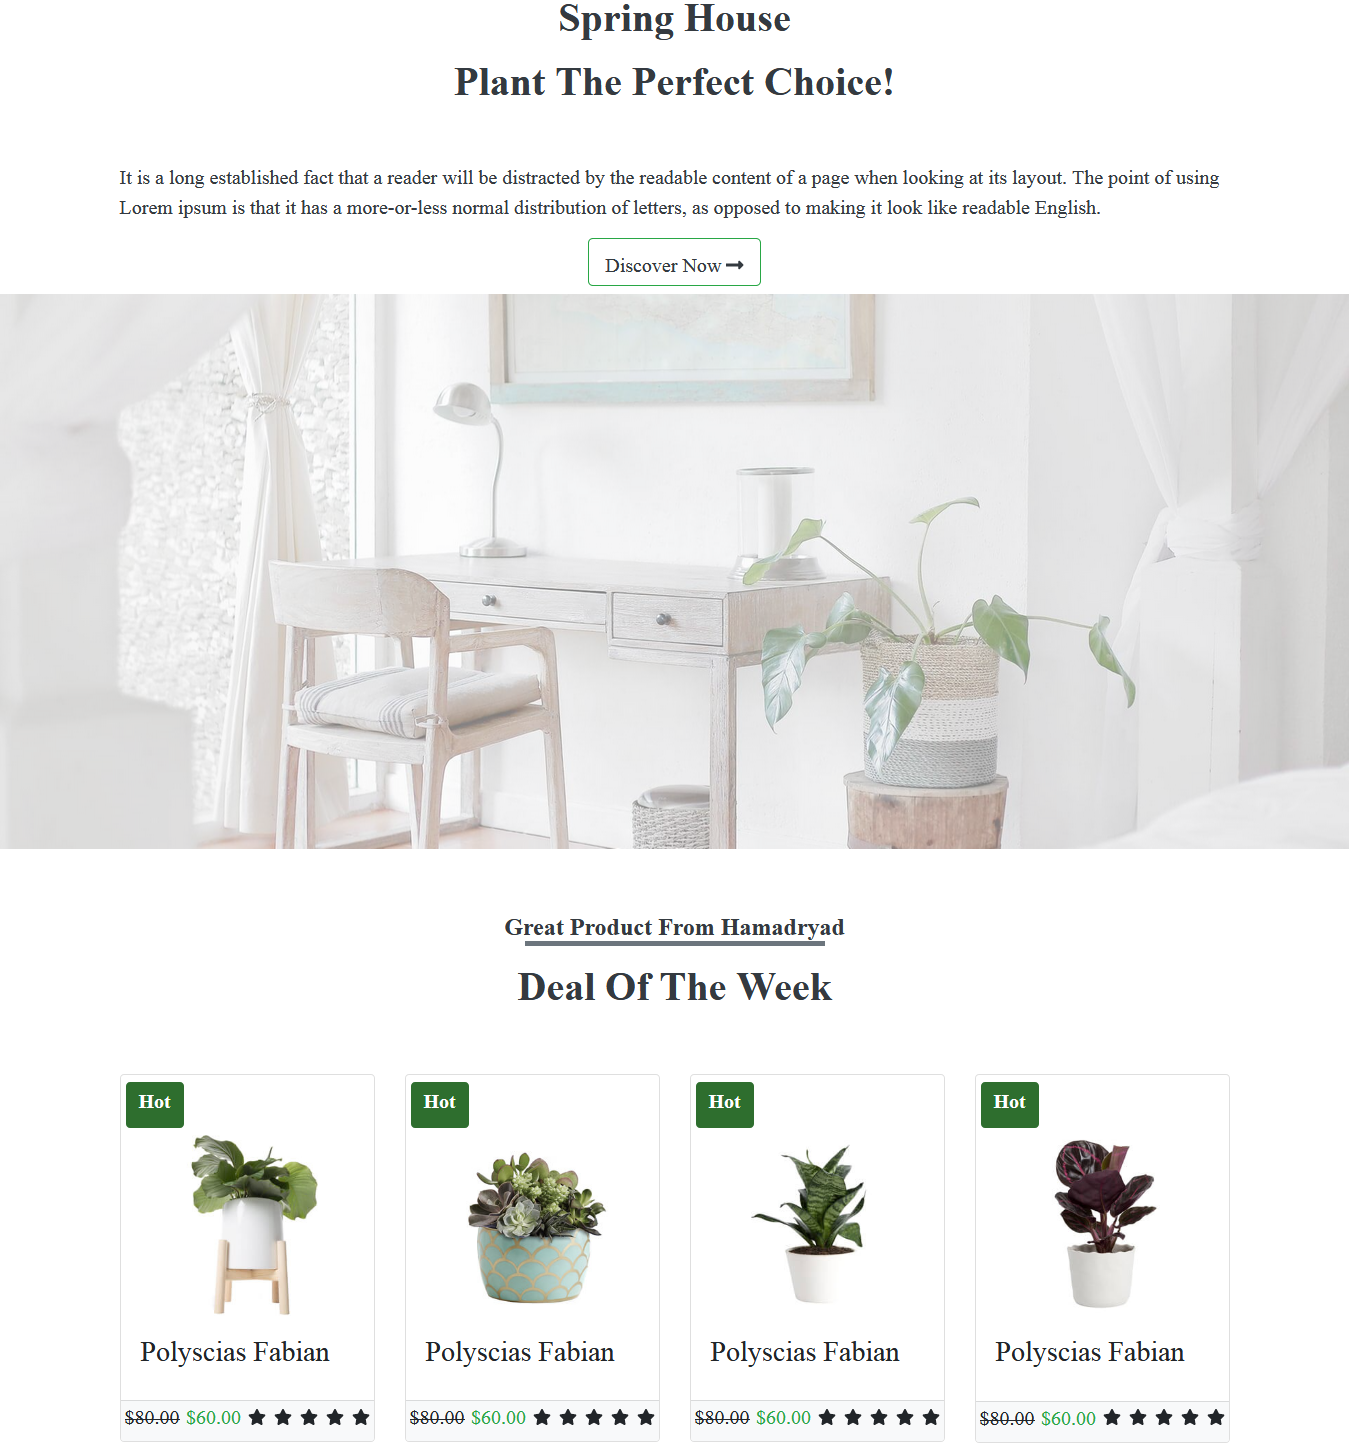 Spring House
Plant The Perfect Choice!
It is a long established fact that a reader will be distracted by the readable content of a page when looking at its layout. The point of using
Lorem ipsum is that it has a more-or-less normal distribution of letters, as opposed to making it look like readable English.
Discover Now
Great Product From Hamadryad
Deal Of The Week
Hot
Hot
Hot
Hot
Polyscias Fabian
Polyscias Fabian
Polyscias Fabian
Polyscias Fabian
$80.00 $60.00
$80.00 $60.00
$80.00 $60.00
$80.00 $60.00